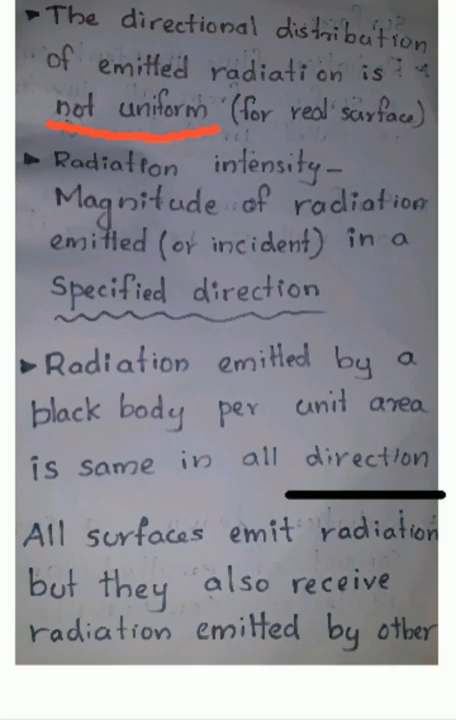 The directional distribution
of emitted radiation is
not uniform (for real surface)
Radiation intensity-
Magnitude of radiation
emitted (or incident) in a
Specified direction
Radiation emitted by a
black body per unit area
is same in all direction
All surfaces emit radiation
but they also receive
radiation emitted by other